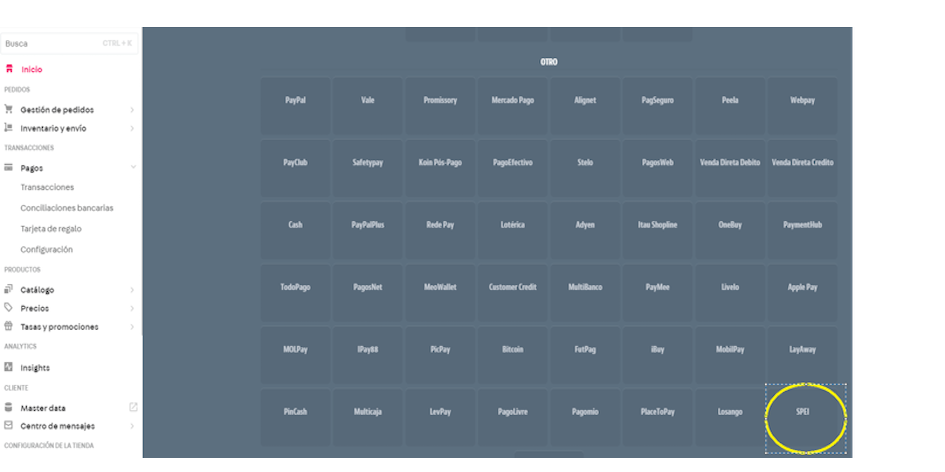 Busca CTRL + K
Inicio
PEDIDOS
Gestión de pedidos
Inventario y envío
TRANSACCIONES
Pagos
Transacciones
Conciliaciones bancarias
Tarjeta de regalo
Configuración
PRODUCTOS
Catálogo
Precios
Tasas y promociones
ANALYTICS
Insights
CLIENTE
Master data
Centro de mensajes
CONFIGURACIÓN DE LA TIENDA
OTRO
PayPal Vale Promissory Mercado Pago Alignet PagSeguro Peela Webpay
PayClub Safetypay Koin Pós-Pago PagoEfectivo Stelo PagosWeb Venda Direta Debito Venda Direta Credito
Cash PayPalPlus Rede Pay Lotérica Adyen Itau Shopline OneBuy PaymentHub
TodoPago PagosNet MeoWallet Customer Credit MultiBanco PayMee Livelo Apple Pay
MOLPay IPay88 PicPay Bitcoin FutPag iBuy MobilPay LayAway
PinCash Multicaja LevPay PagoLivre Pagomio PlaceToPay Losango SPEI